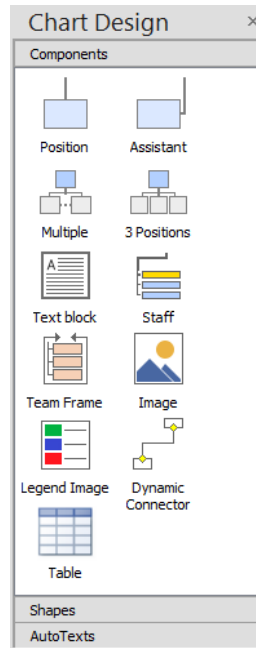 Chart Design ×
Components
Position Assistant
Multiple 3 Positions
A
Text block Staff
Team Frame Image
Legend Image Dynamic
Connector
Table
Shapes
AutoTexts